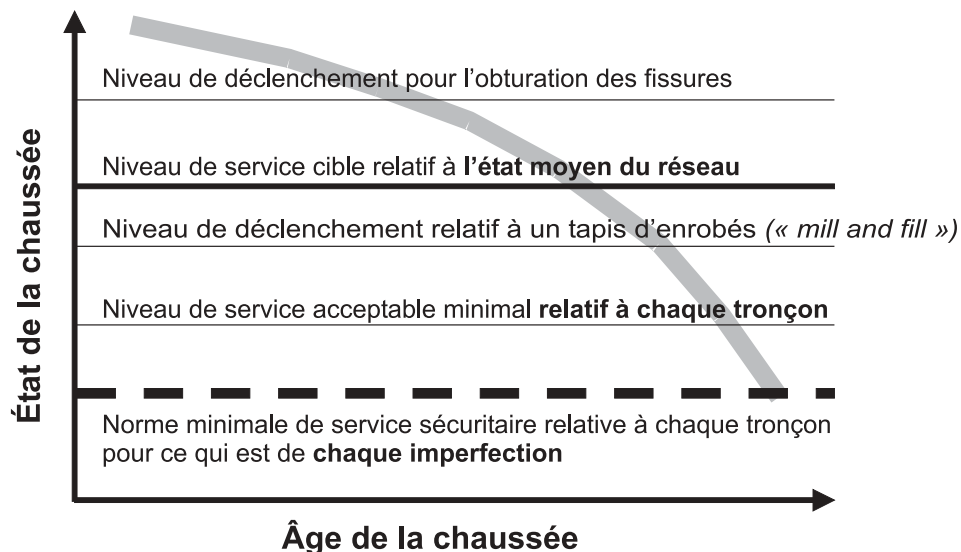 État de la chaussée
Niveau de déclenchement pour l'obturation des fissures
Niveau de service cible relatif à l'état moyen du réseau
Niveau de déclenchement relatif à un tapis d'enrobés (« mill and fill »)
Niveau de service acceptable minimal relatif à chaque tronçon
Norme minimale de service sécuritaire relative à chaque tronçon
pour ce qui est de chaque imperfection
Âge de la chaussée